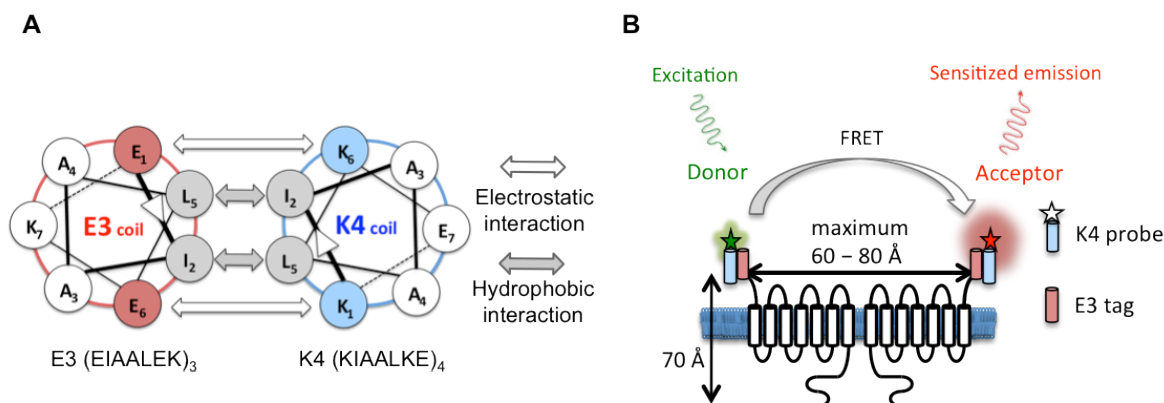 A
E₁
A₄
L₅
K₇
E3 coil
I₂
A₃
E₆
K₆
A₃
I₂
K4 coil
E₇
L₅
A₄
K₁
Electrostatic
interaction
Hydrophobic
interaction
E3 (EIAALEK)₃
K4 (KIAALKE)₄
B
Excitation
Sensitized emission
FRET
Donor
Acceptor
maximum
60 – 80 Å
70 Å
K4 probe
E3 tag